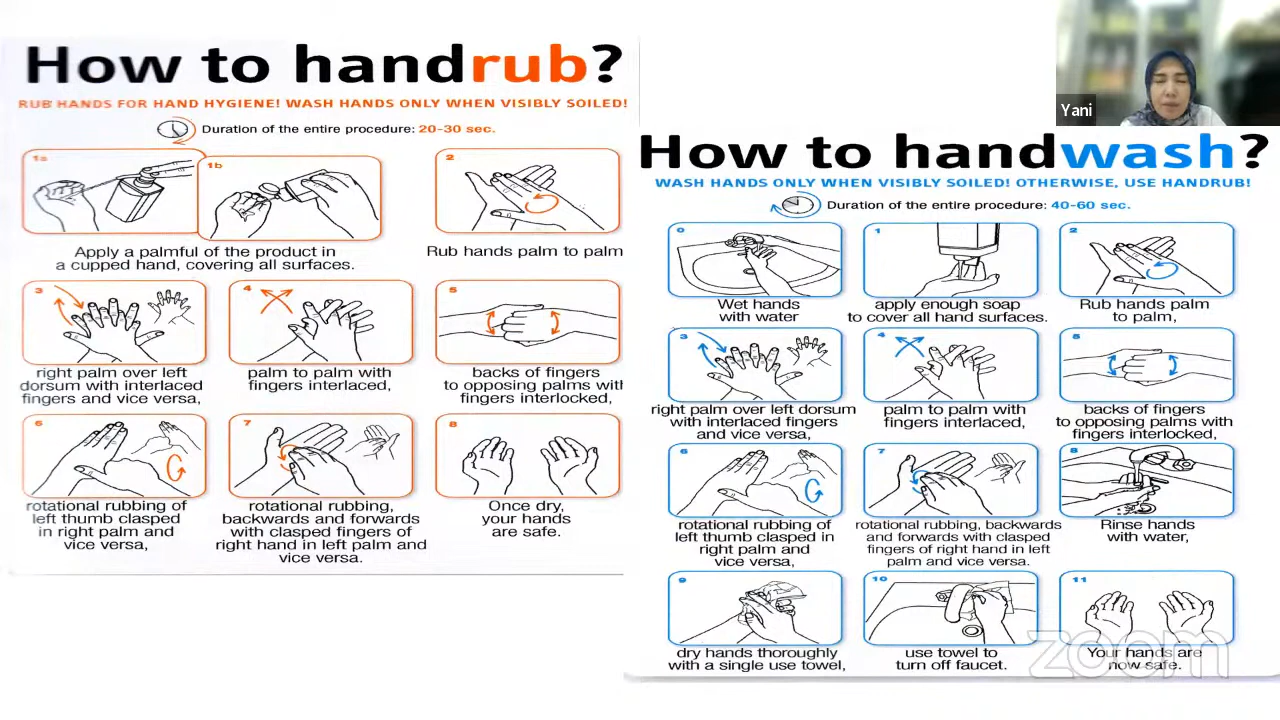 How to handrub?
RUB HANDS FOR HAND HYGIENE! WASH HANDS ONLY WHEN VISIBLY SOILED!
Duration of the entire procedure: 20-30 sec.
1a
1b
2
Apply a palmful of the product in
a cupped hand, covering all surfaces.
Rub hands palm to palm
3
4
5
right palm over left
dorsum with interlaced
fingers and vice versa,
palm to palm with
fingers interlaced,
backs of fingers
to opposing palms with
fingers interlocked,
6
7
8
rotational rubbing of
left thumb clasped
in right palm and
vice versa,
rotational rubbing,
backwards and forwards
with clasped fingers of
right hand in left palm and
vice versa.
Once dry,
your hands
are safe.
Yani
How to handwash?
WASH HANDS ONLY WHEN VISIBLY SOILED! OTHERWISE, USE HANDRUB!
Duration of the entire procedure: 40-60 sec.
0
1
2
Wet hands
with water
apply enough soap
to cover all hand surfaces.
Rub hands palm
to palm,
3
4
5
right palm over left dorsum
with interlaced fingers
and vice versa,
palm to palm with
fingers interlaced,
backs of fingers
to opposing palms with
fingers interlocked,
6
7
8
rotational rubbing of
left thumb clasped in
right palm and
vice versa,
rotational rubbing, backwards
and forwards with clasped
fingers of right hand in left
palm and vice versa.
Rinse hands
with water,
9
10
11
dry hands thoroughly
with a single use towel,
use towel to
turn off faucet.
Your hands are
now safe.
zoom